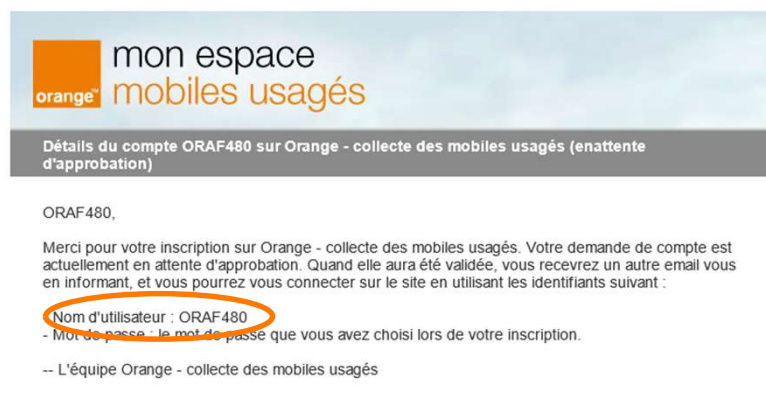 mon espace
orange™ mobiles usagés
Détails du compte ORAF480 sur Orange - collecte des mobiles usagés (enattente
d'approbation)
ORAF480,
Merci pour votre inscription sur Orange - collecte des mobiles usagés. Votre demande de compte est
actuellement en attente d'approbation. Quand elle aura été validée, vous recevrez un autre email vous
en informant, et vous pourrez vous connecter sur le site en utilisant les identifiants suivant :
- Nom d'utilisateur : ORAF480
- Mot de passe : le mot de passe que vous avez choisi lors de votre inscription.
-- L'équipe Orange - collecte des mobiles usagés